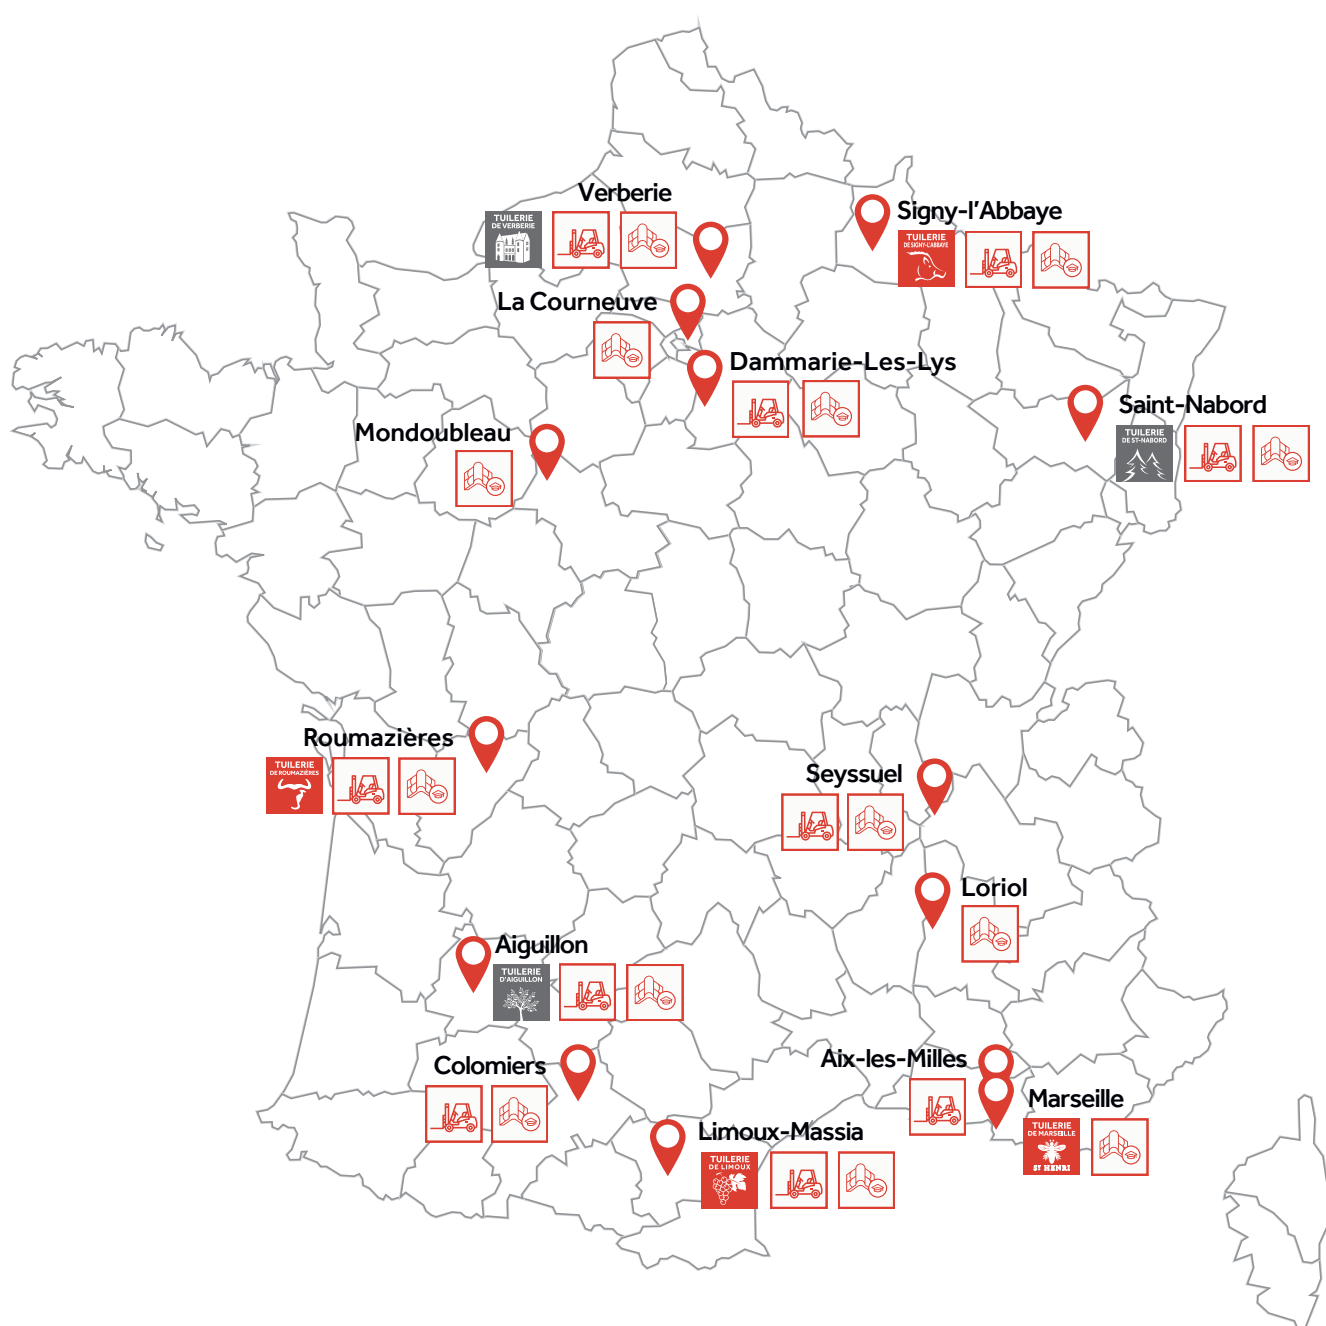 Verberie
TUILERIE
DE VERBERIE
Signy-l'Abbaye
TUILERIE
DE SIGNY-L'ABBAYE
La Courneuve
Dammarie-Les-Lys
Saint-Nabord
TUILERIE
DE ST-NABORD
Mondoubleau
Roumazières
TUILERIE
DE ROUMAZIÈRES
Seyssuel
Loriol
Aiguillon
TUILERIE
D'AIGUILLON
Colomiers
Aix-les-Milles
Marseille
TUILERIE
DE MARSEILLE
ST HENRI
Limoux-Massia
TUILERIE
DE LIMOUX